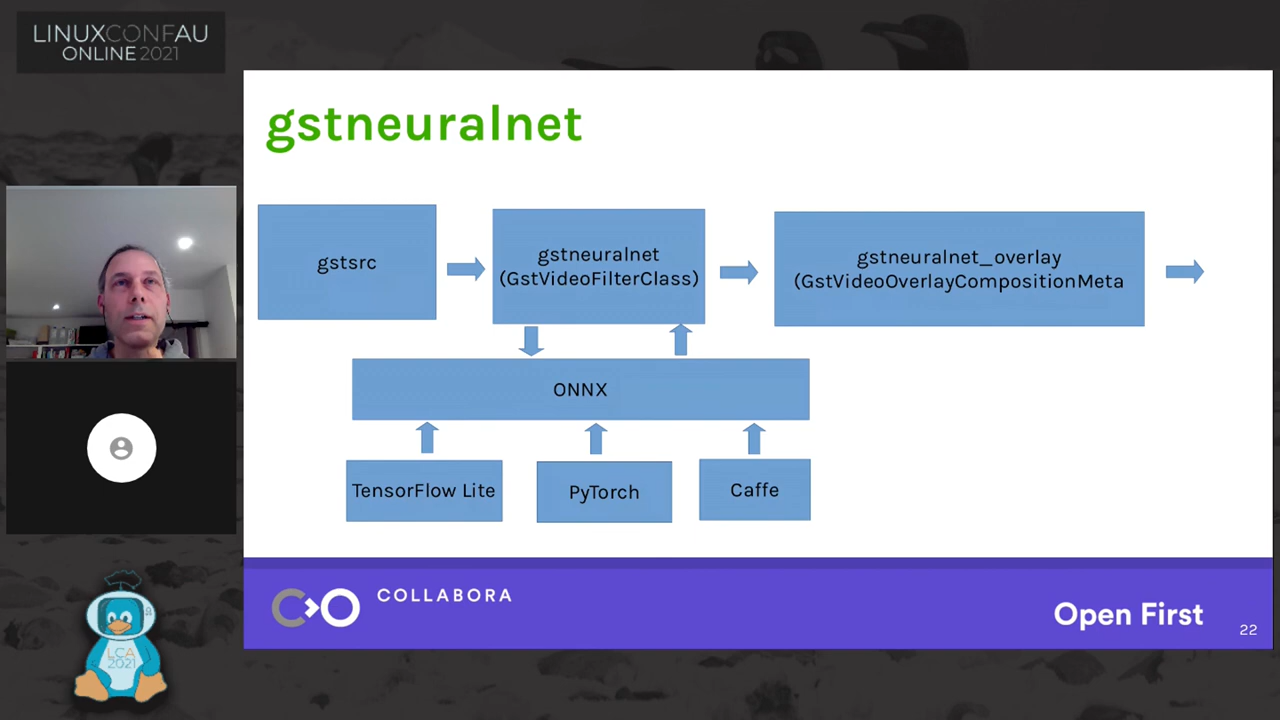 LINUXCONFAU
ONLINE 2021
gstneuralnet
gstsrc
gstneuralnet
(GstVideoFilterClass)
gstneuralnet_overlay
(GstVideoOverlayCompositionMeta
ONNX
TensorFlow Lite
PyTorch
Caffe
COLLABORA
Open First
22
LCA
2021